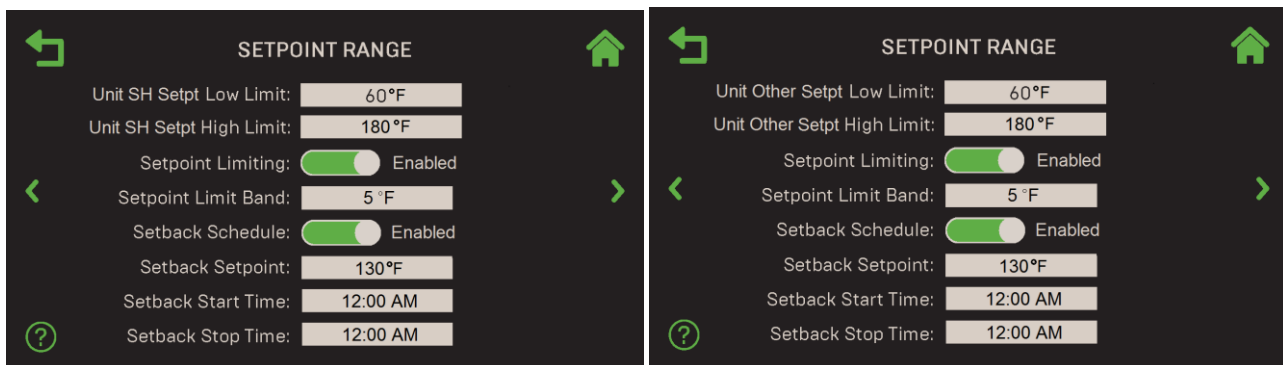 SETPOINT RANGE
Unit SH Setpt Low Limit: 60°F
Unit SH Setpt High Limit: 180°F
Setpoint Limiting: Enabled
Setpoint Limit Band: 5 °F
Setback Schedule: Enabled
Setback Setpoint: 130°F
Setback Start Time: 12:00 AM
Setback Stop Time: 12:00 AM
?
SETPOINT RANGE
Unit Other Setpt Low Limit: 60°F
Unit Other Setpt High Limit: 180°F
Setpoint Limiting: Enabled
Setpoint Limit Band: 5 °F
Setback Schedule: Enabled
Setback Setpoint: 130°F
Setback Start Time: 12:00 AM
Setback Stop Time: 12:00 AM
?